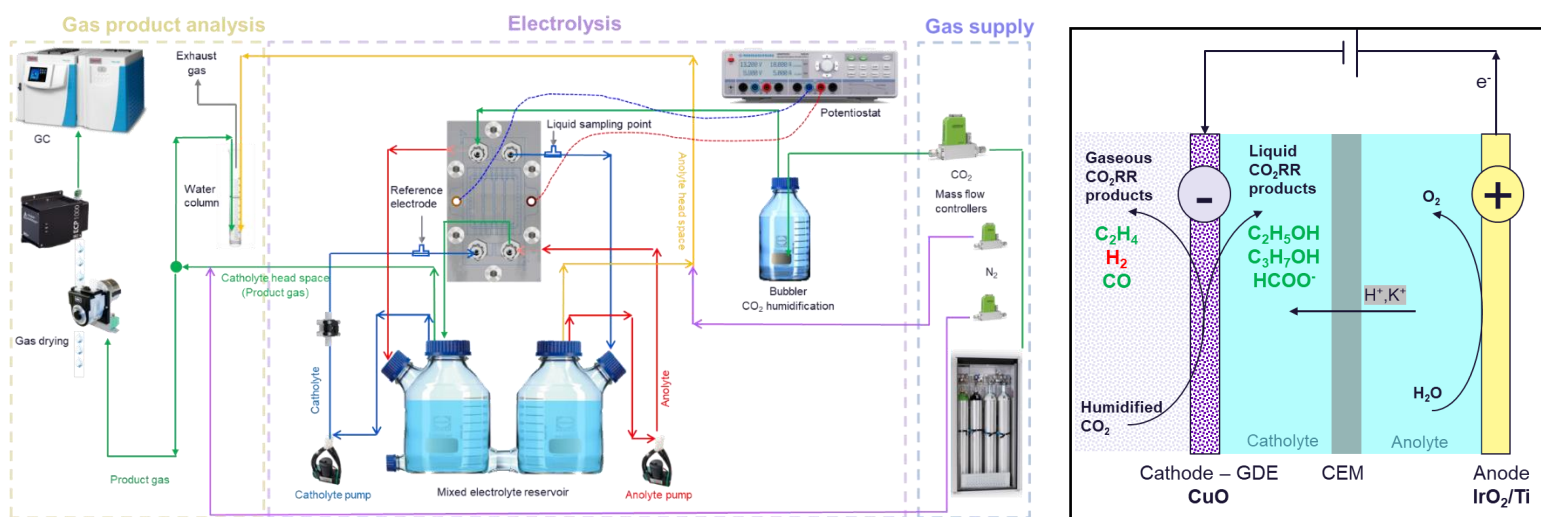 Gas product analysis
Electrolysis
Gas supply
Exhaust
gas
GC
Water
column
Gas drying
Product gas
Catholyte head space
(Product gas)
Liquid sampling point
Reference
electrode
Potentiostat
Anolyte head space
Bubbler
CO₂ humidification
Catholyte
Anolyte
Catholyte pump
Mixed electrolyte reservoir
Anolyte pump
CO₂
Mass flow
controllers
N₂
e⁻
Gaseous
CO₂RR
products
C₂H₄
H₂
CO
-
Liquid
CO₂RR
products
C₂H₅OH
C₃H₇OH
HCOO⁻
+
O₂
H⁺,K⁺
H₂O
Humidified
CO₂
Catholyte
Anolyte
Cathode – GDE
CuO
CEM
Anode
IrO₂/Ti